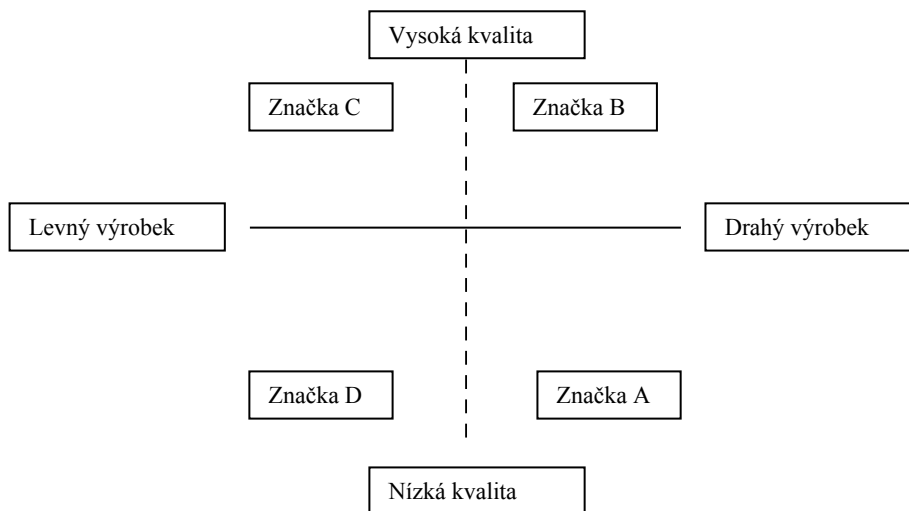 Vysoká kvalita
Značka C
Značka B
Levný výrobek
Drahý výrobek
Značka D
Značka A
Nízká kvalita